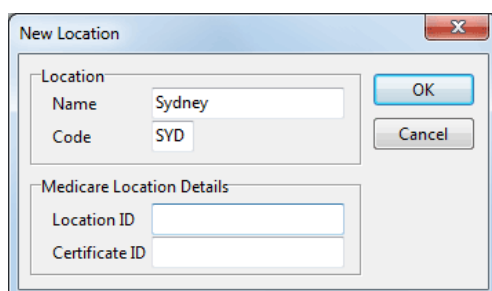 New Location
Location
Name Sydney
Code SYD
OK
Cancel
Medicare Location Details
Location ID
Certificate ID